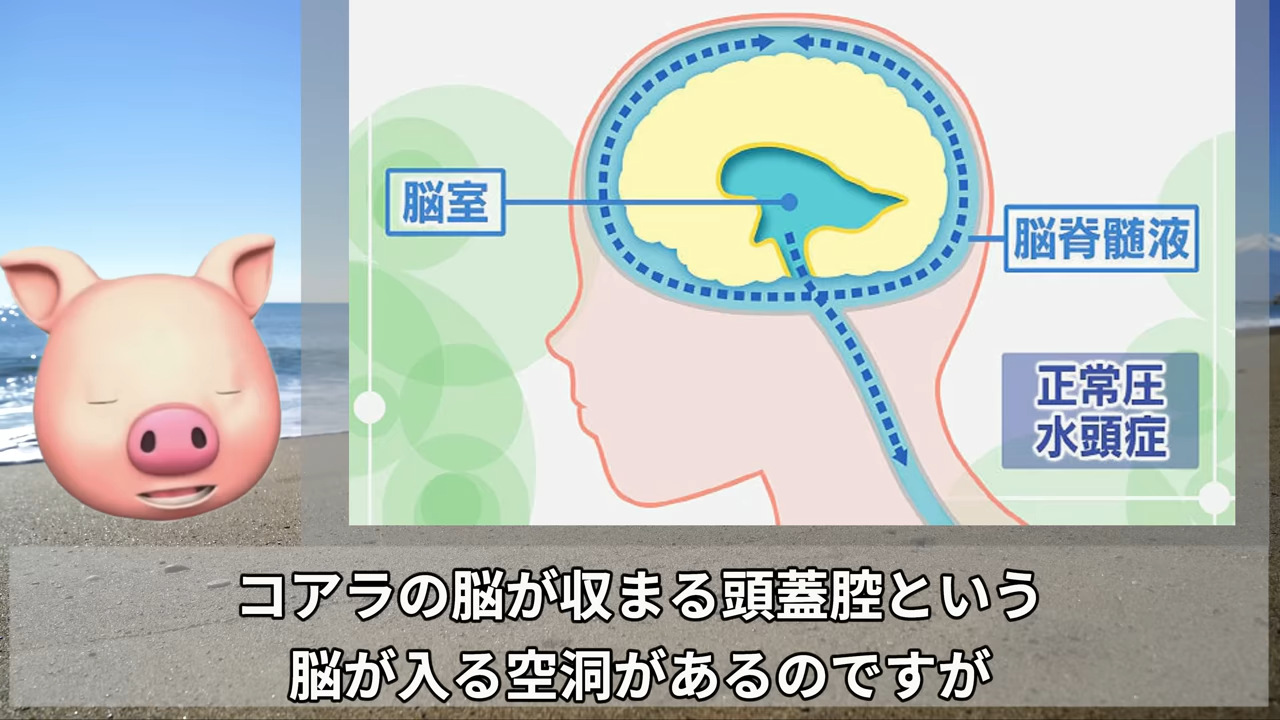 脳室
脳脊髄液
正常圧
水頭症
コアラの脳が収まる頭蓋腔という
脳が入る空洞があるのですが